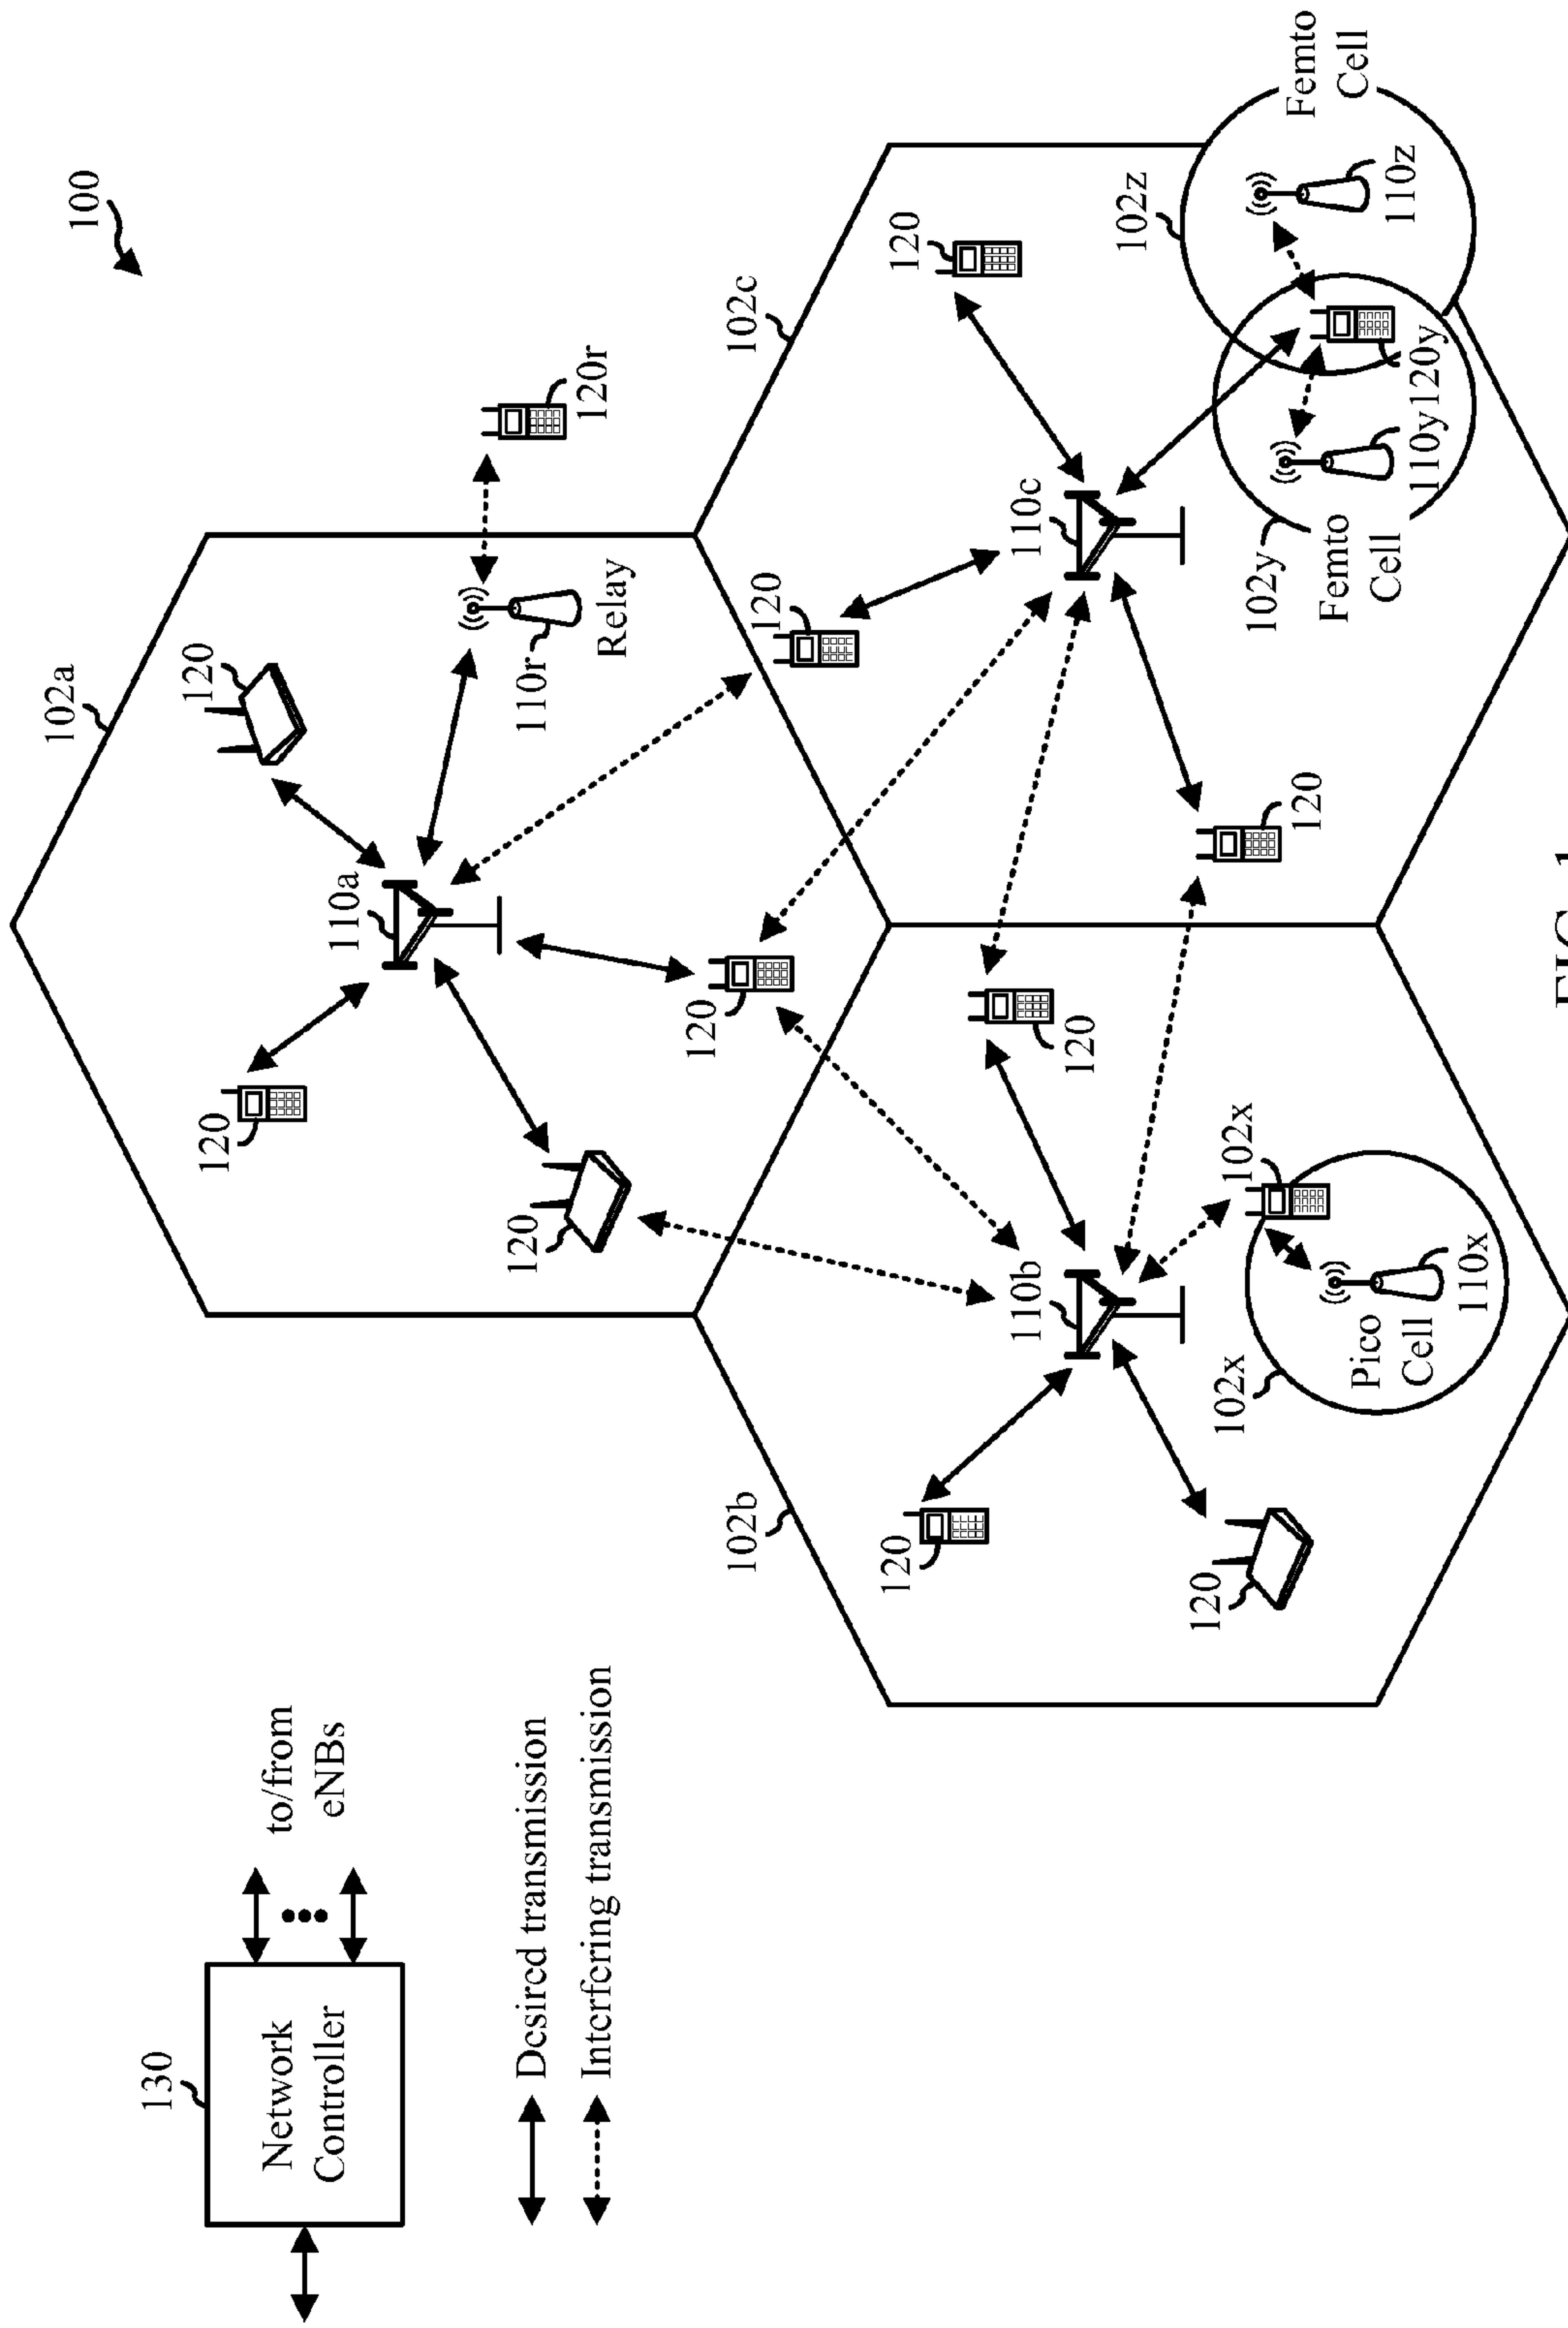 100
102a
130
120
120
Network
Controller
to/from
eNBs
110a
Desired transmission
Interfering transmission
120
110r
Relay
120r
120
102b
120
102c
120
120
110b
110c
120
120
102x
102x
Pico
Cell
110x
120
102y
Femto
Cell
110y
120y
102z
Femto
Cell
110z
FIG. 1